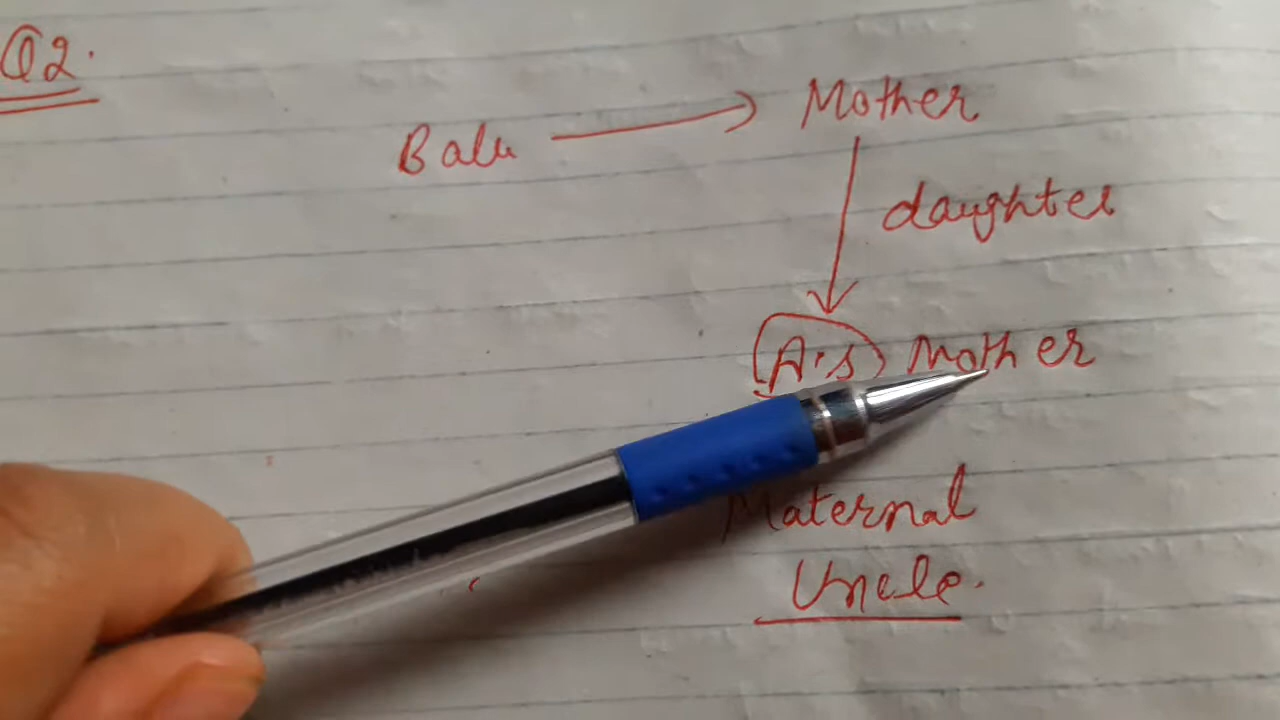 Q2.
Balu → Mother
daughter
A's Mother
Maternal
Uncle.